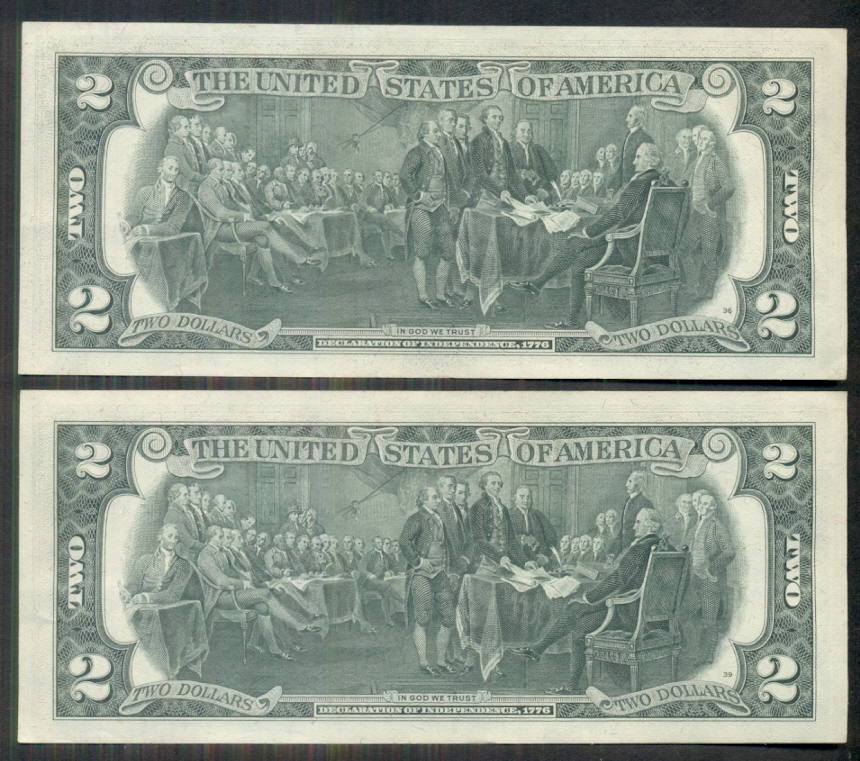 2 THE UNITED STATES OF AMERICA 2
TWO TWO
36
2 TWO DOLLARS IN GOD WE TRUST TWO DOLLARS 2
DECLARATION OF INDEPENDENCE, 1776
2 THE UNITED STATES OF AMERICA 2
TWO TWO
39
2 TWO DOLLARS IN GOD WE TRUST TWO DOLLARS 2
DECLARATION OF INDEPENDENCE, 1776